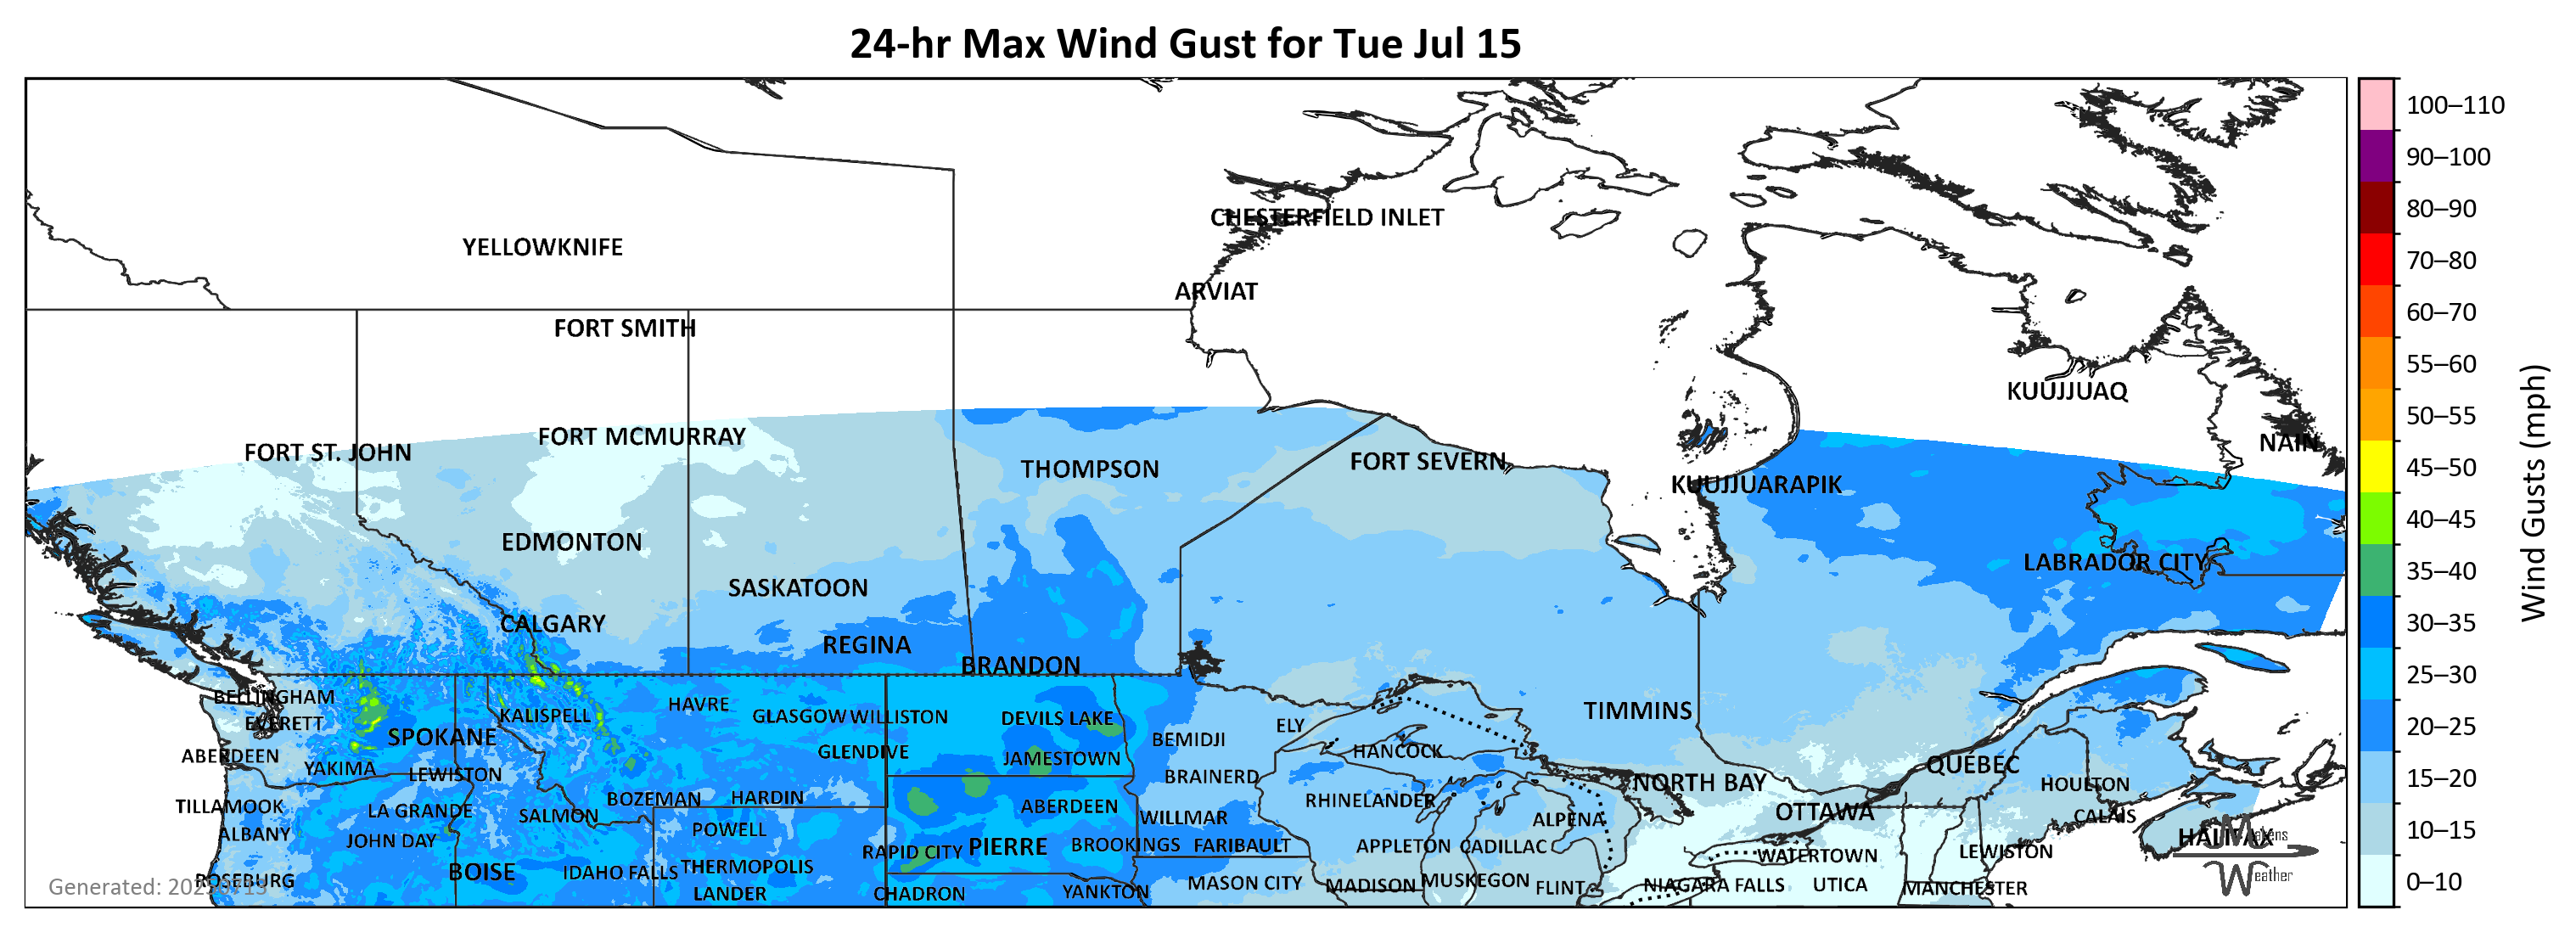 24-hr Max Wind Gust for Tue Jul 15
100–110
90–100
80–90
70–80
60–70
55–60
50–55
45–50
40–45
35–40
30–35
25–30
20–25
15–20
10–15
0–10
Wind Gusts (mph)
CHESTERFIELD INLET
YELLOWKNIFE
ARVIAT
FORT SMITH
KUUJJUAQ
FORT MCMURRAY
NAIN
FORT ST. JOHN
FORT SEVERN
THOMPSON
KUUJJUARAPIK
EDMONTON
LABRADOR CITY
SASKATOON
CALGARY
REGINA
BRANDON
BELLINGHAM
HAVRE
TIMMINS
KALISPELL
GLASGOW
WILLISTON
DEVILS LAKE
EVERETT
ELY
SPOKANE
BEMIDJI
GLENDIVE
HANCOCK
ABERDEEN
JAMESTOWN
QUÉBEC
YAKIMA
LEWISTON
BRAINERD
NORTH BAY
HOULTON
BOZEMAN
HARDIN
RHINELANDER
TILLAMOOK
LA GRANDE
ABERDEEN
OTTAWA
SALMON
WILLMAR
ALPENA
CALAIS
ALBANY
POWELL
HALIFAX
JOHN DAY
PIERRE
BROOKINGS
FARIBAULT
APPLETON
CADILLAC
RAPID CITY
LEWISTON
WATERTOWN
THERMOPOLIS
BOISE
IDAHO FALLS
ROSEBURG
MUSKEGON
MASON CITY
MADISON
NIAGARA FALLS
UTICA
FLINT
MANCHESTER
LANDER
CHADRON
YANKTON
Makens
Weather
Generated: